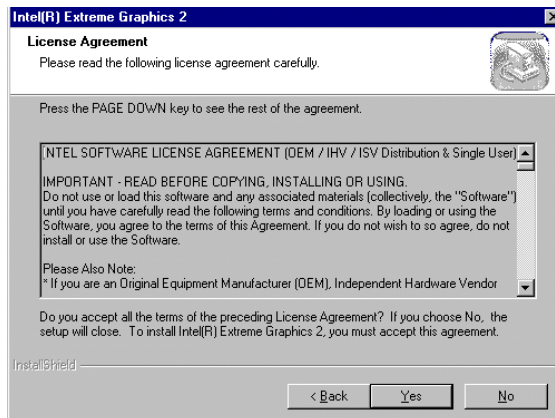 Intel(R) Extreme Graphics 2
License Agreement
Please read the following license agreement carefully.
Press the PAGE DOWN key to see the rest of the agreement.
INTEL SOFTWARE LICENSE AGREEMENT (OEM / IHV / ISV Distribution & Single User)
IMPORTANT - READ BEFORE COPYING, INSTALLING OR USING.
Do not use or load this software and any associated materials (collectively, the "Software")
until you have carefully read the following terms and conditions. By loading or using the
Software, you agree to the terms of this Agreement. If you do not wish to so agree, do not
install or use the Software.
Please Also Note:
* If you are an Original Equipment Manufacturer (OEM), Independent Hardware Vendor
Do you accept all the terms of the preceding License Agreement? If you choose No, the
setup will close. To install Intel(R) Extreme Graphics 2, you must accept this agreement.
InstallShield
< Back Yes No